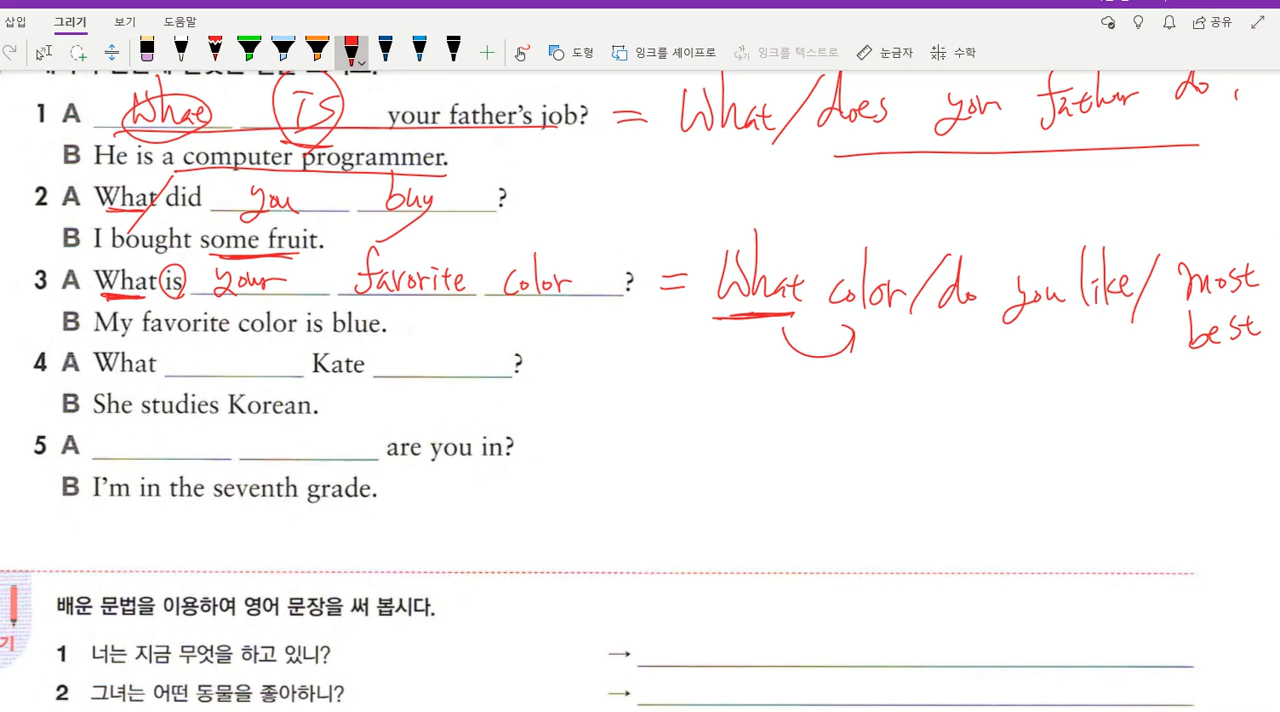 삽입 그리기 보기 도움말 공유
도형 잉크를 셰이프로 잉크를 텍스트로 눈금자 수학
1 A What is your father's job? = What / does you father do.
B He is a computer programmer.
2 A What did you buy ?
B I bought some fruit.
3 A What is your favorite color ? = What color / do you like / most
best
B My favorite color is blue.
4 A What Kate ?
B She studies Korean.
5 A are you in?
B I'm in the seventh grade.
배운 문법을 이용하여 영어 문장을 써 봅시다.
기
1 너는 지금 무엇을 하고 있니? →
2 그녀는 어떤 동물을 좋아하니? →